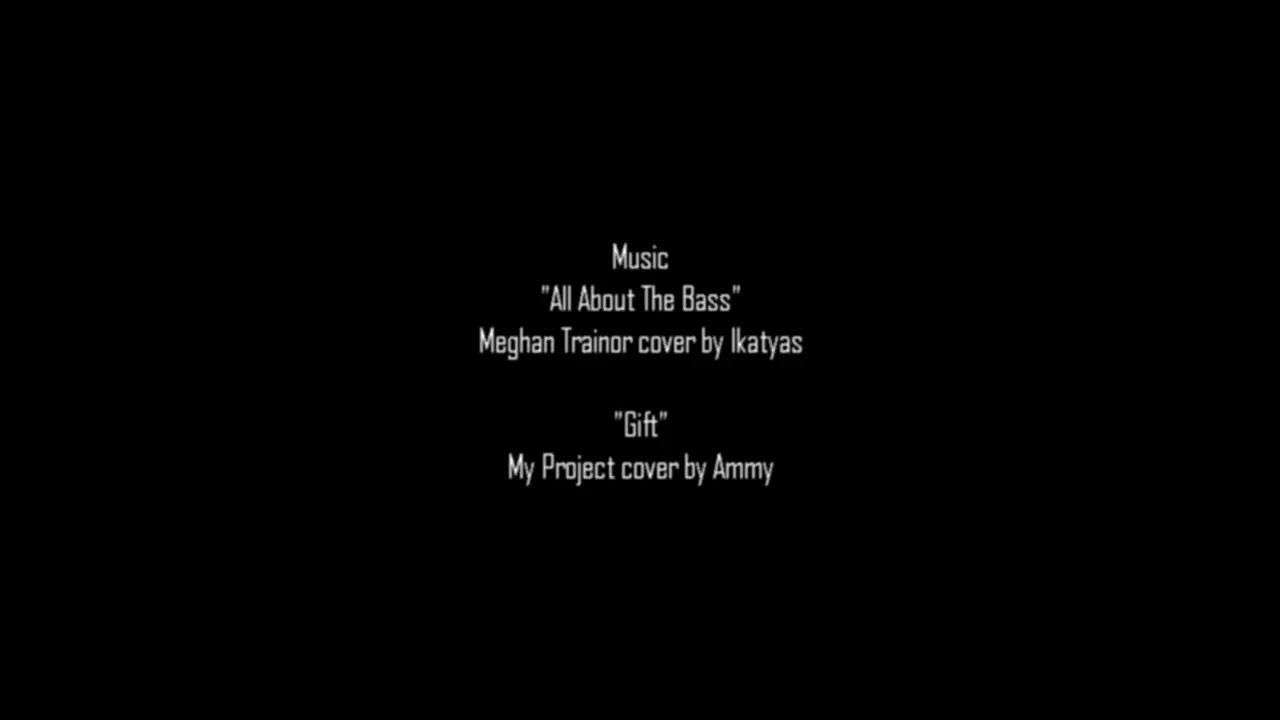 Music
"All About The Bass"
Meghan Trainor cover by Ikatyas
"Gift"
My Project cover by Ammy